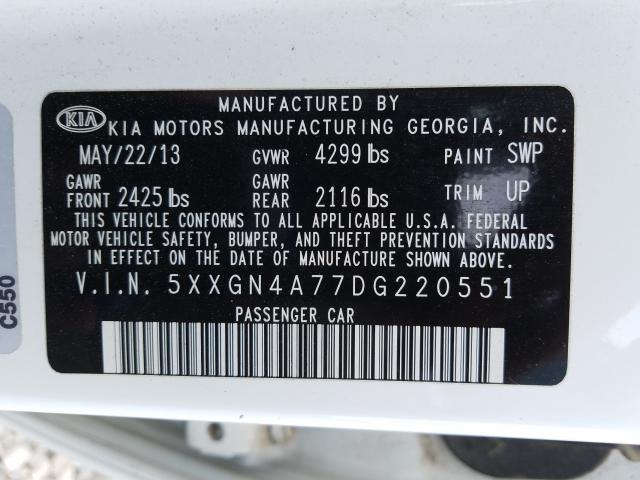 MANUFACTURED BY
KIA KIA MOTORS MANUFACTURING GEORGIA, INC.
MAY/22/13 GVWR 4299 lbs PAINT SWP
GAWR FRONT 2425 lbs GAWR REAR 2116 lbs TRIM UP
THIS VEHICLE CONFORMS TO ALL APPLICABLE U.S.A. FEDERAL
MOTOR VEHICLE SAFETY, BUMPER, AND THEFT PREVENTION STANDARDS
IN EFFECT ON THE DATE OF MANUFACTURE SHOWN ABOVE
V.I.N. 5XXGN4A77DG220551
PASSENGER CAR
C550